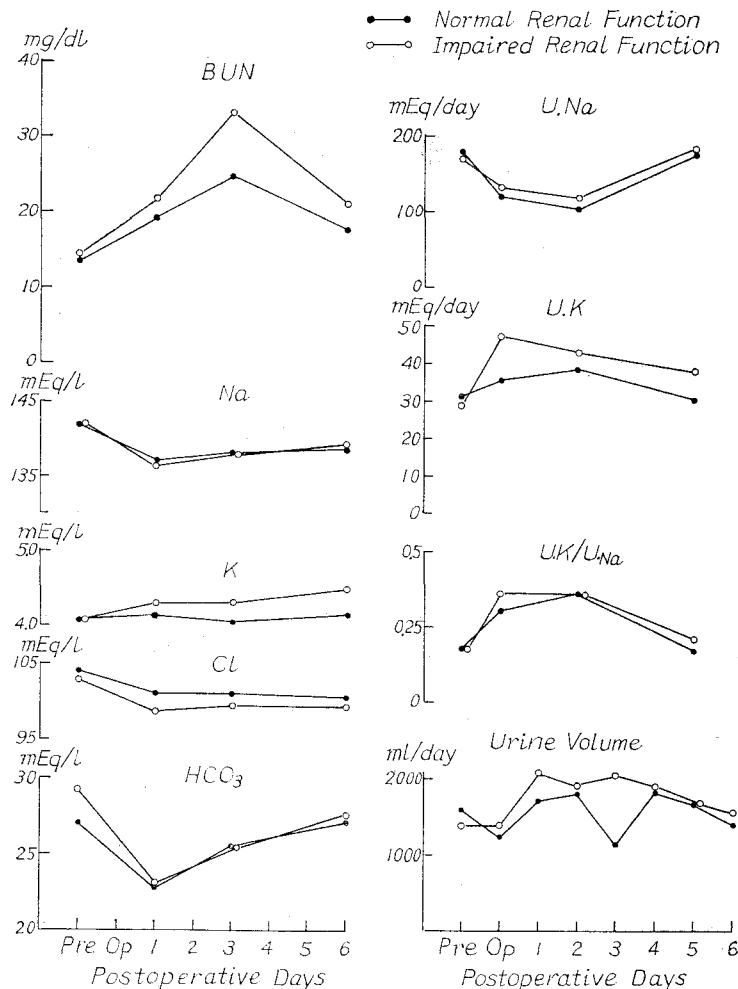 Normal Renal Function
Impaired Renal Function
mg/dl
BUN
40
30
20
10
0
mEq/l
Na
145
135
mEq/l
K
5.0
4.0
mEq/l
Cl
105
95
mEq/l
HCO3
30
25
20
Pre Op 1 2 3 4 5 6
Postoperative Days
mEq/day
U.Na
200
100
0
mEq/day
U.K
50
40
30
20
10
0
U.K/U.Na
0.5
0.25
0
ml/day
Urine Volume
2000
1000
Pre Op 1 2 3 4 5 6
Postoperative Days